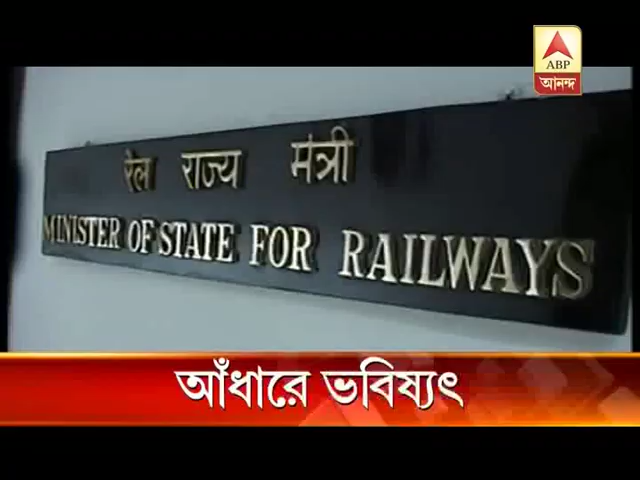 ABP
আনন্দ
रेल राज्य मंत्री
MINISTER OF STATE FOR RAILWAYS
আঁধারে ভবিষ্যৎ